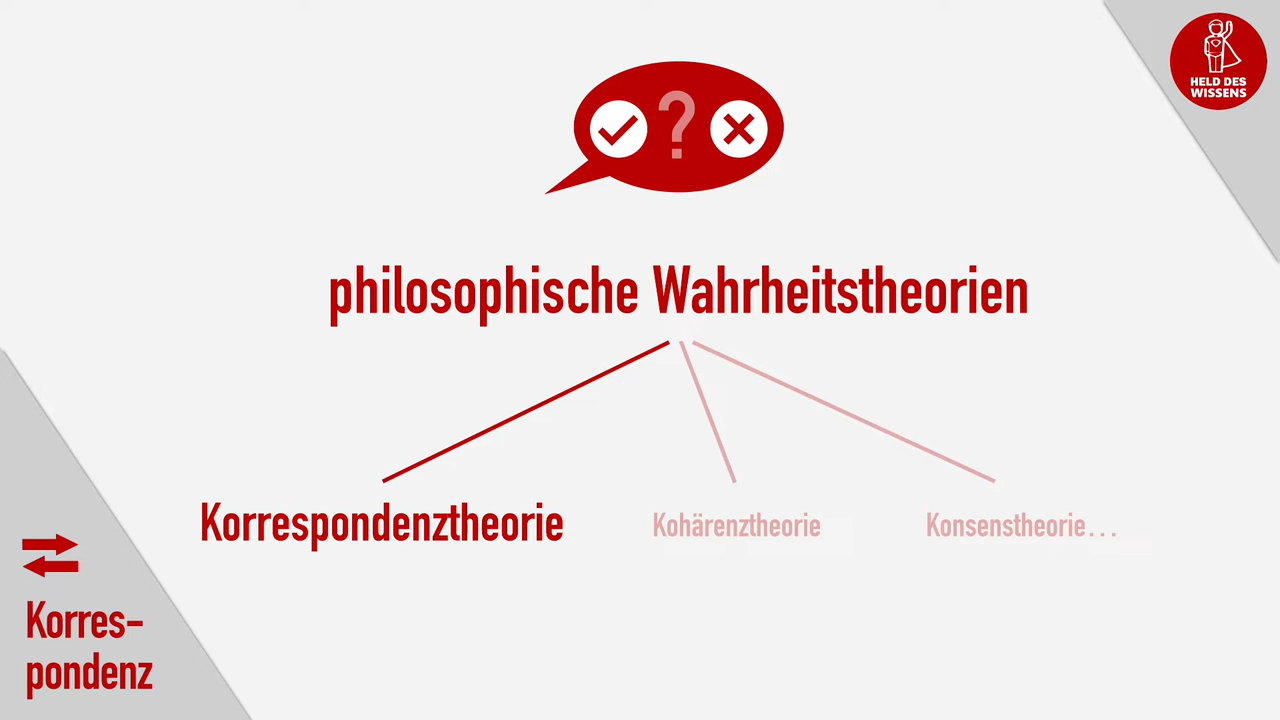 HELD DES
WISSENS
?
philosophische Wahrheitstheorien
Korrespondenztheorie
Kohärenztheorie
Konsenstheorie...
Korres-
pondenz